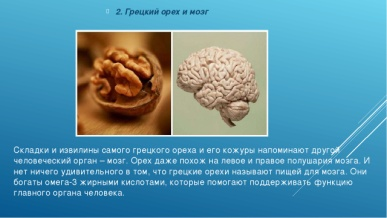 2. Грецкий орех и мозг
Складки и извилины самого грецкого ореха и его кожуры напоминают другой
человеческий орган – мозг. Орех даже похож на левое и правое полушария мозга. И
нет ничего удивительного в том, что грецкие орехи называют пищей для мозга. Они
богаты омега-3 жирными кислотами, которые помогают поддерживать функцию
главного органа человека.